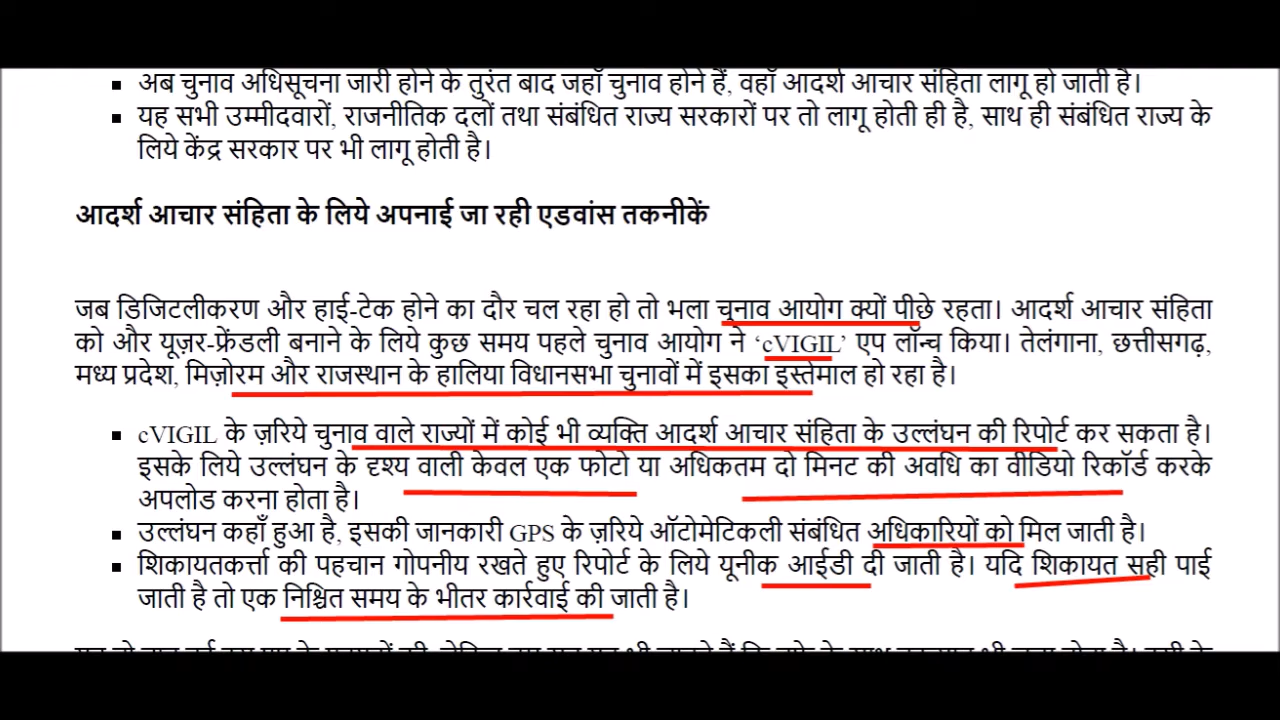 ▪ अब चुनाव अधिसूचना जारी होने के तुरंत बाद जहाँ चुनाव होने हैं, वहाँ आदर्श आचार संहिता लागू हो जाती है।
▪ यह सभी उम्मीदवारों, राजनीतिक दलों तथा संबंधित राज्य सरकारों पर तो लागू होती ही है, साथ ही संबंधित राज्य के
लिये केंद्र सरकार पर भी लागू होती है।
आदर्श आचार संहिता के लिये अपनाई जा रही एडवांस तकनीकें
जब डिजिटलीकरण और हाई-टेक होने का दौर चल रहा हो तो भला चुनाव आयोग क्यों पीछे रहता। आदर्श आचार संहिता
को और यूज़र-फ्रेंडली बनाने के लिये कुछ समय पहले चुनाव आयोग ने ‘cVIGIL’ एप लॉन्च किया। तेलंगाना, छत्तीसगढ़,
मध्य प्रदेश, मिज़ोरम और राजस्थान के हालिया विधानसभा चुनावों में इसका इस्तेमाल हो रहा है।
▪ cVIGIL के ज़रिये चुनाव वाले राज्यों में कोई भी व्यक्ति आदर्श आचार संहिता के उल्लंघन की रिपोर्ट कर सकता है।
इसके लिये उल्लंघन के दृश्य वाली केवल एक फोटो या अधिकतम दो मिनट की अवधि का वीडियो रिकॉर्ड करके
अपलोड करना होता है।
▪ उल्लंघन कहाँ हुआ है, इसकी जानकारी GPS के ज़रिये ऑटोमेटिकली संबंधित अधिकारियों को मिल जाती है।
▪ शिकायतकर्त्ता की पहचान गोपनीय रखते हुए रिपोर्ट के लिये यूनीक आईडी दी जाती है। यदि शिकायत सही पाई
जाती है तो एक निश्चित समय के भीतर कार्रवाई की जाती है।